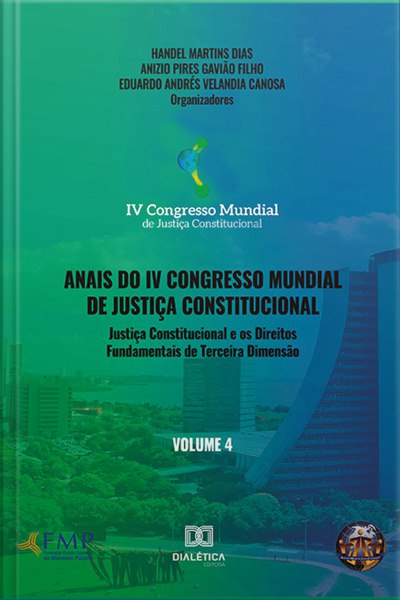 HANDEL MARTINS DIAS
ANIZIO PIRES GAVIÃO FILHO
EDUARDO ANDRÉS VELANDIA CANOSA
Organizadores
IV Congresso Mundial
de Justiça Constitucional
ANAIS DO IV CONGRESSO MUNDIAL
DE JUSTIÇA CONSTITUCIONAL
Justiça Constitucional e os Direitos
Fundamentais de Terceira Dimensão
VOLUME 4
FMP
DIALÉTICA
EDITORA